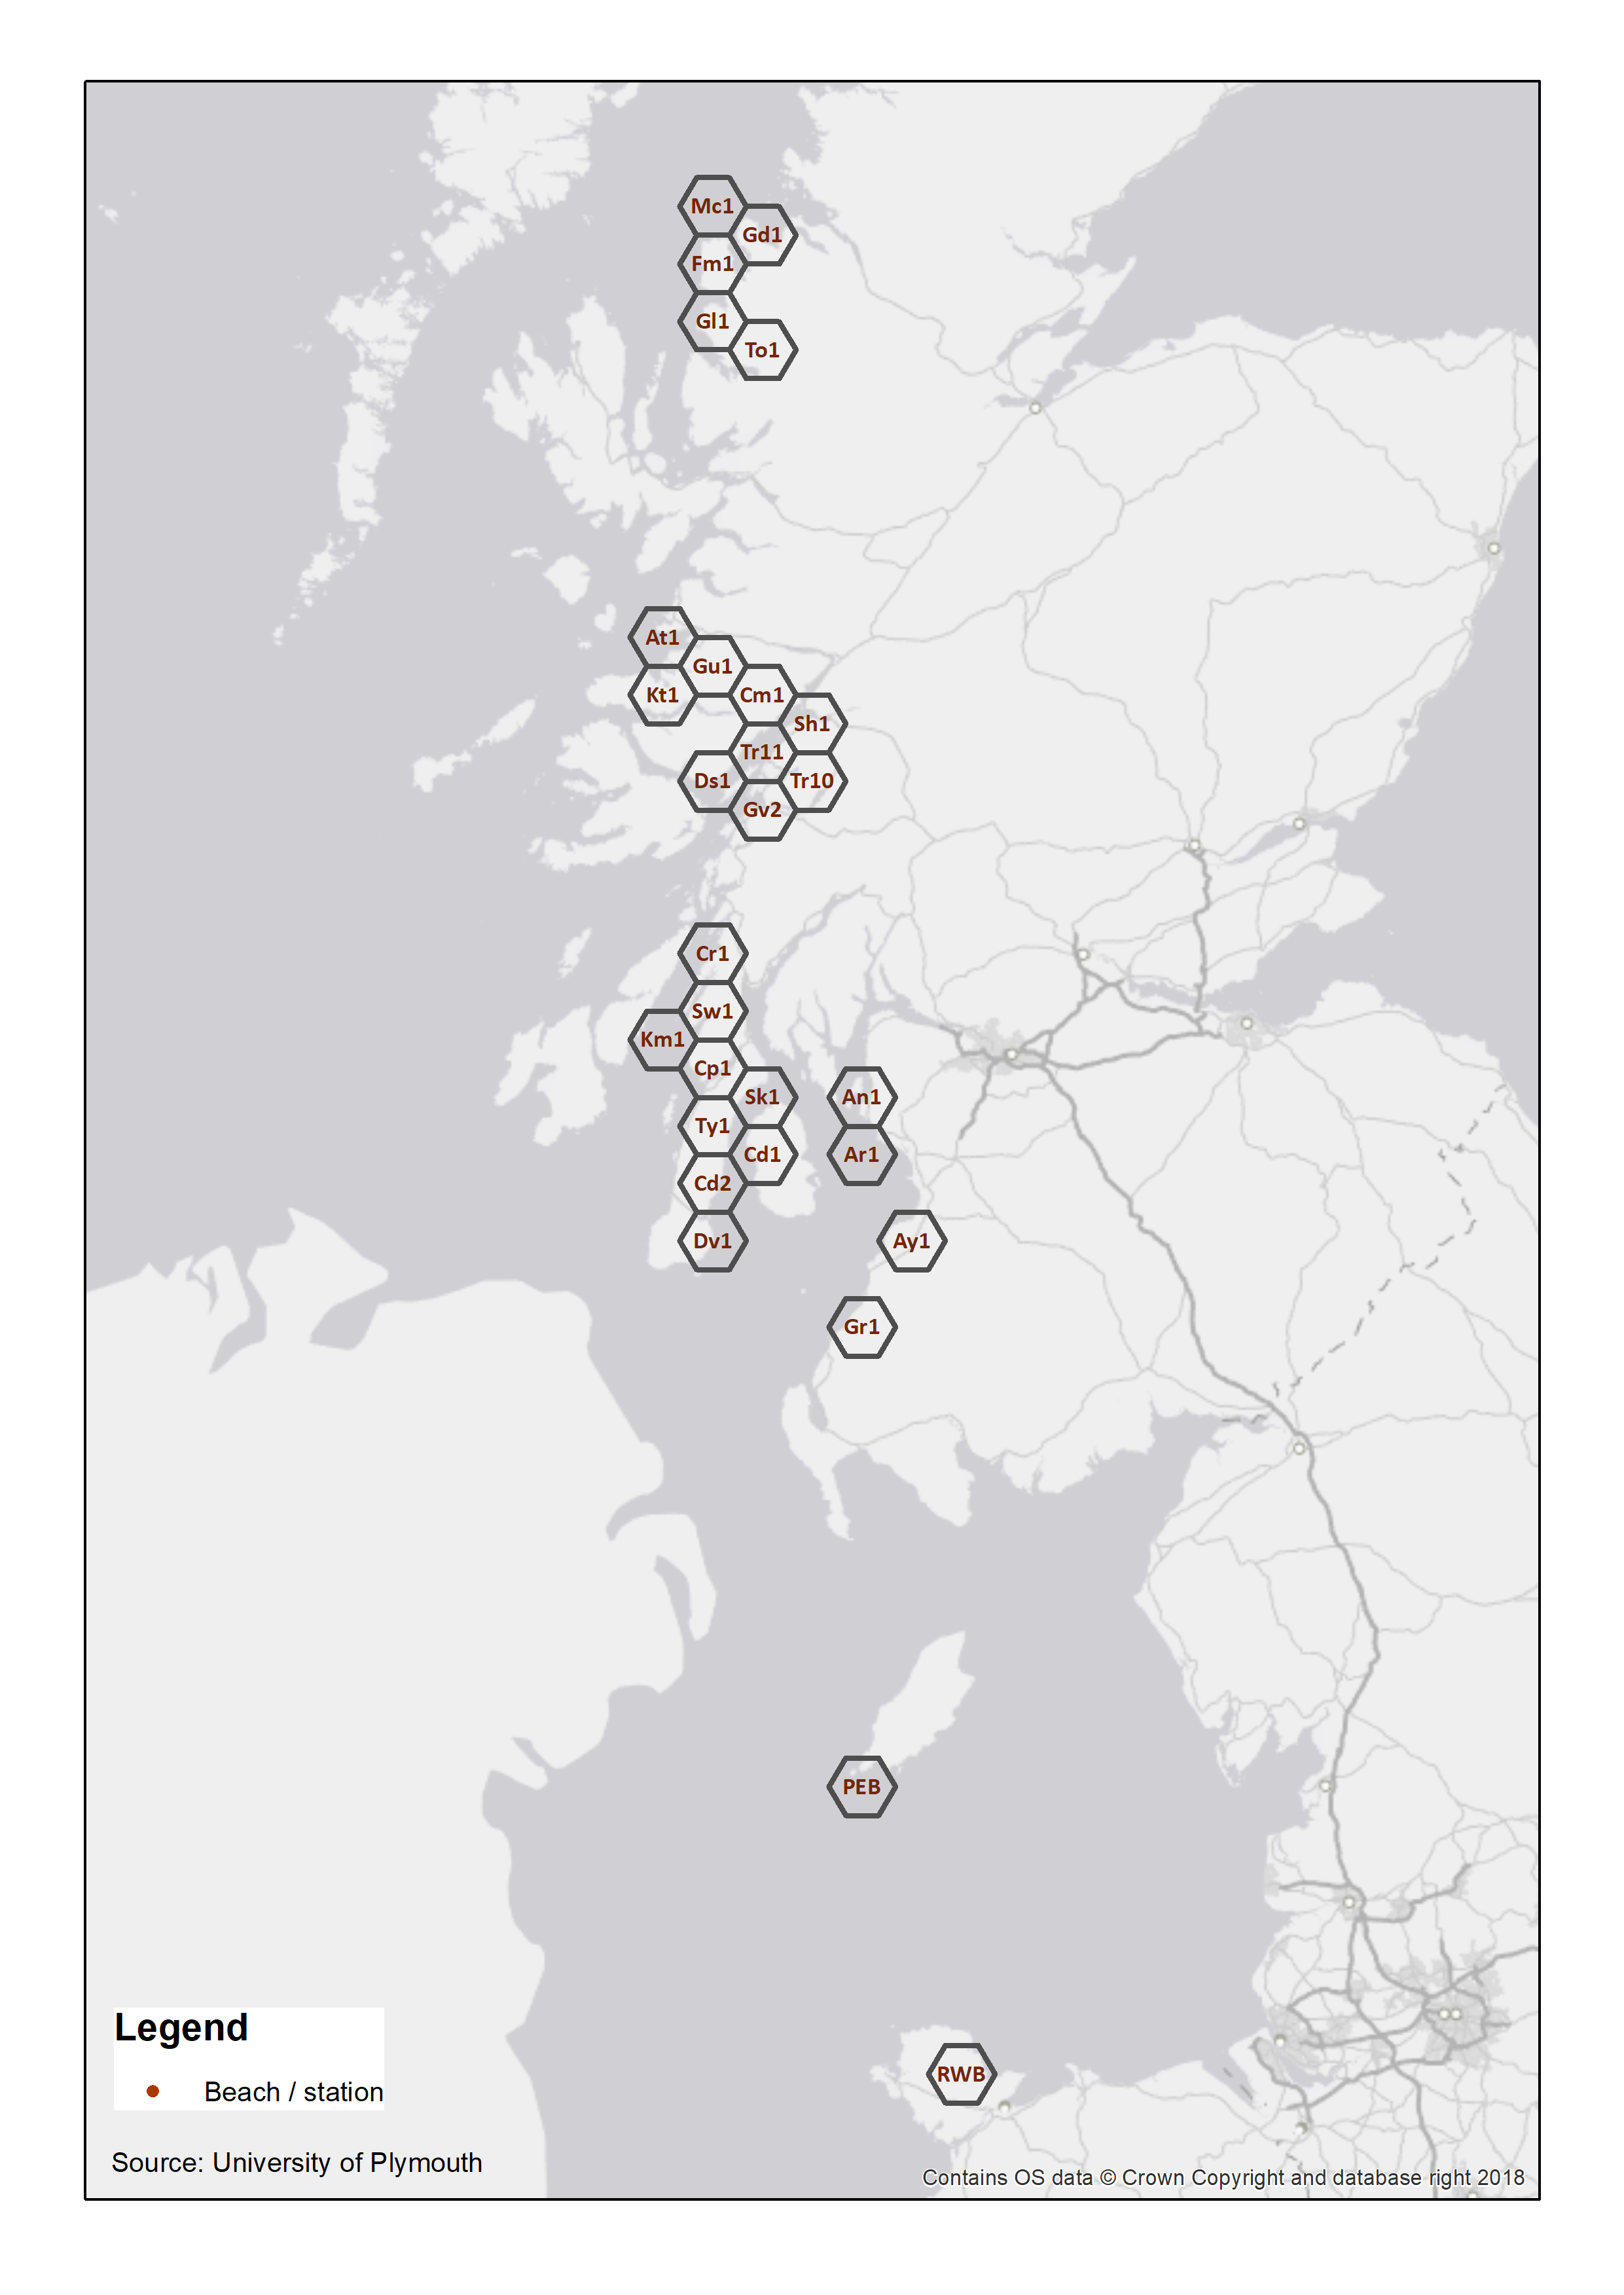 Mc1
Gd1
Fm1
Gl1
To1
At1
Gu1
Kt1
Cm1
Sh1
Tr11
Ds1
Tr10
Gv2
Cr1
Sw1
Km1
Cp1
Sk1
An1
Ty1
Cd1
Ar1
Cd2
Dv1
Ay1
Gr1
PEB
RWB
Legend
Beach / station
Source: University of Plymouth
Contains OS data © Crown Copyright and database right 2018